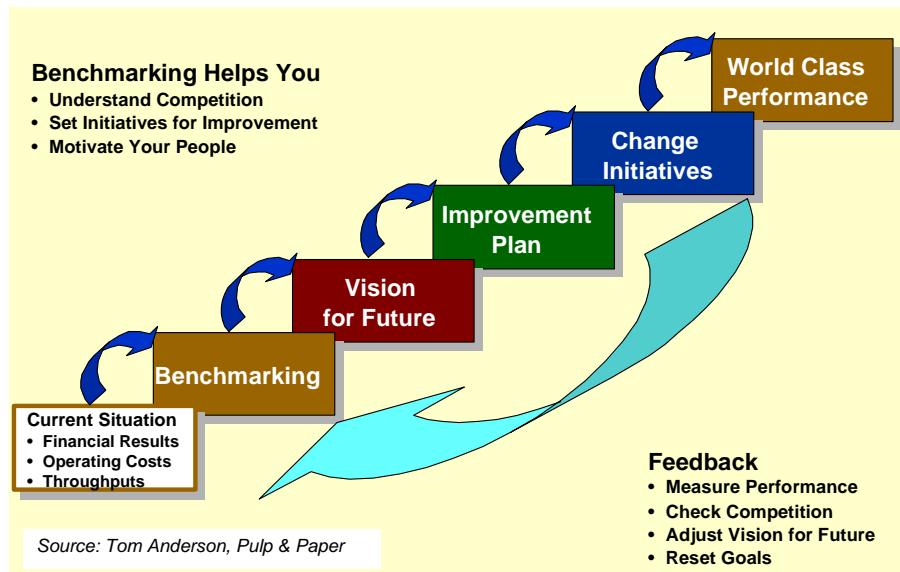 Benchmarking Helps You
• Understand Competition
• Set Initiatives for Improvement
• Motivate Your People
World Class
Performance
Change
Initiatives
Improvement
Plan
Vision
for Future
Benchmarking
Current Situation
• Financial Results
• Operating Costs
• Throughputs
Feedback
• Measure Performance
• Check Competition
• Adjust Vision for Future
• Reset Goals
Source: Tom Anderson, Pulp & Paper